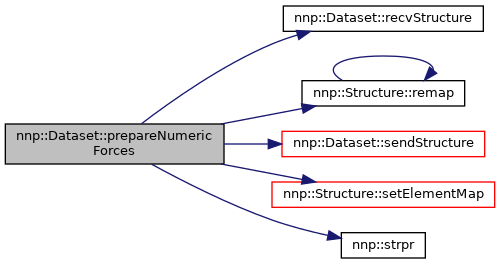 nnp::Dataset::recvStructure
nnp::Structure::remap
nnp::Dataset::prepareNumeric
Forces
nnp::Dataset::sendStructure
nnp::Structure::setElementMap
nnp::strpr